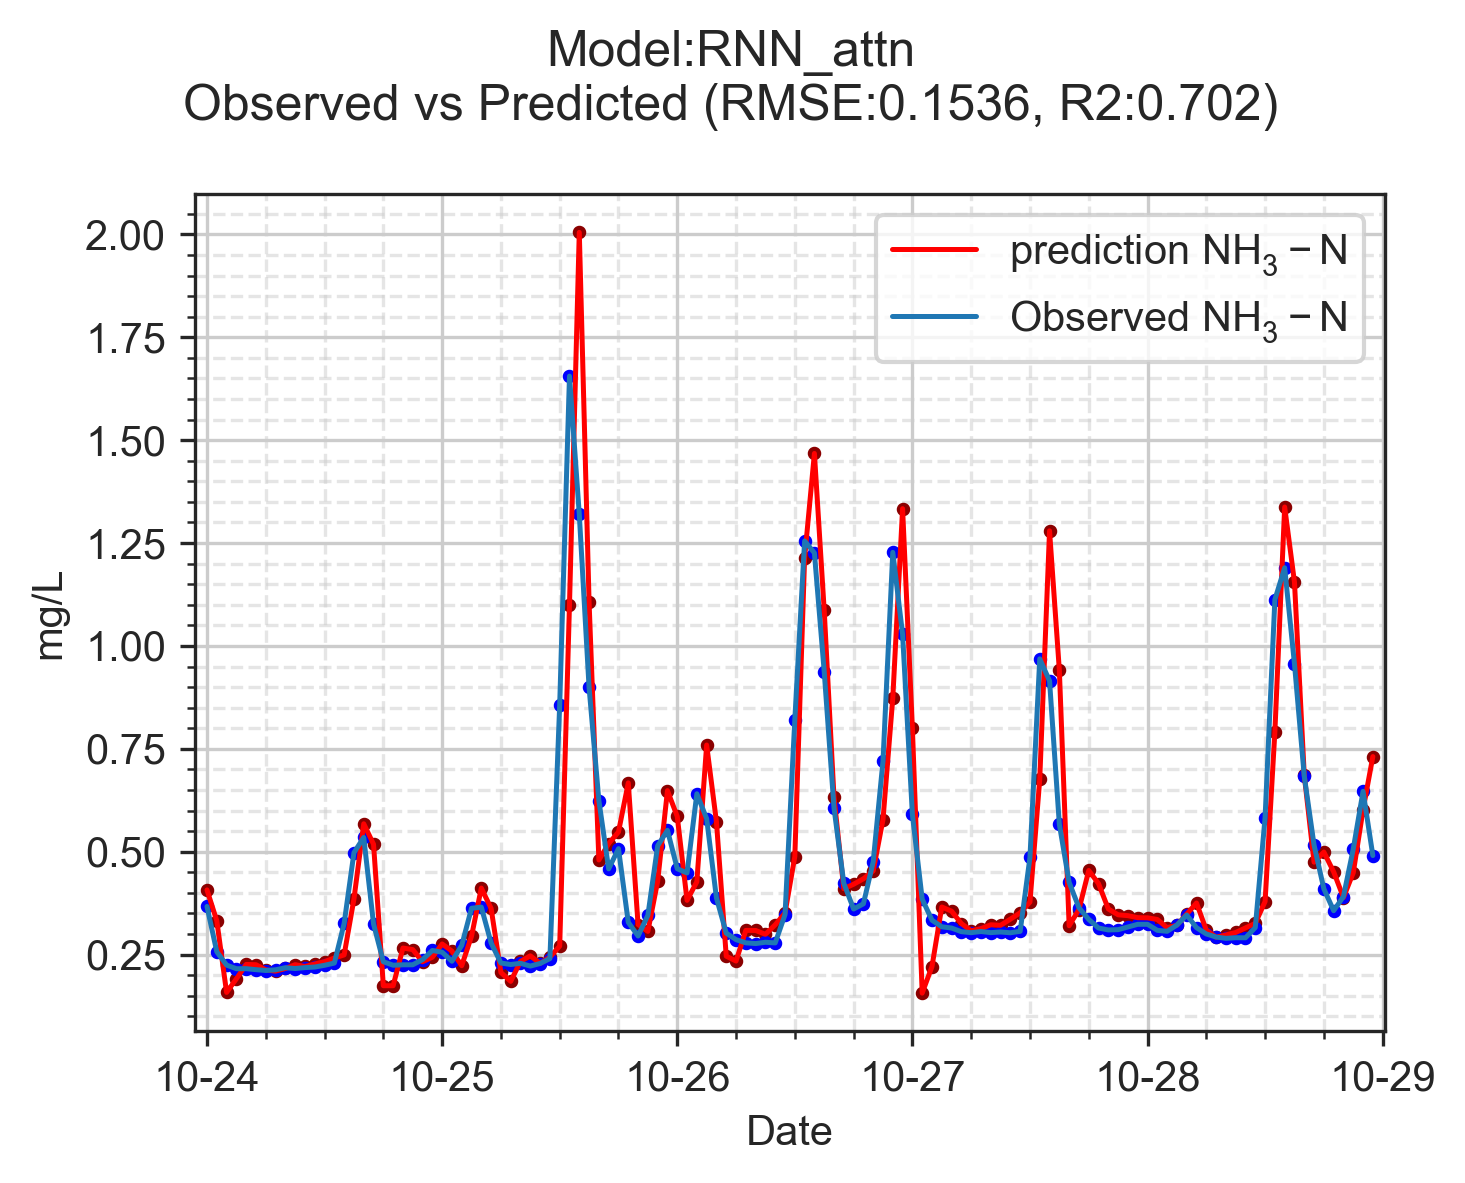 Model:RNN_attn
Observed vs Predicted (RMSE:0.1536, R2:0.702)
prediction NH₃ − N
Observed NH₃ − N
2.00
1.75
1.50
1.25
1.00
0.75
0.50
0.25
mg/L
10-24 10-25 10-26 10-27 10-28 10-29
Date